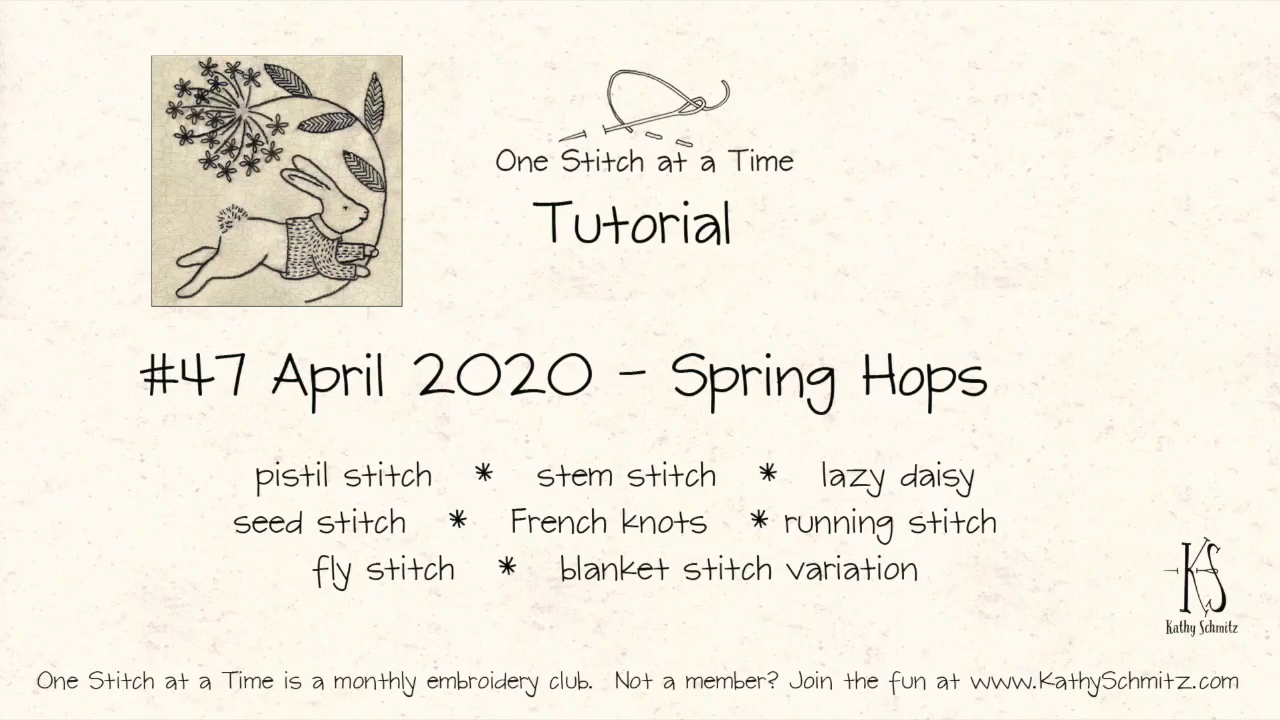 One Stitch at a Time
Tutorial
#47 April 2020 - Spring Hops
pistil stitch * stem stitch * lazy daisy
seed stitch * French knots * running stitch
fly stitch * blanket stitch variation
KS
Kathy Schmitz
One Stitch at a Time is a monthly embroidery club. Not a member? Join the fun at www.KathySchmitz.com